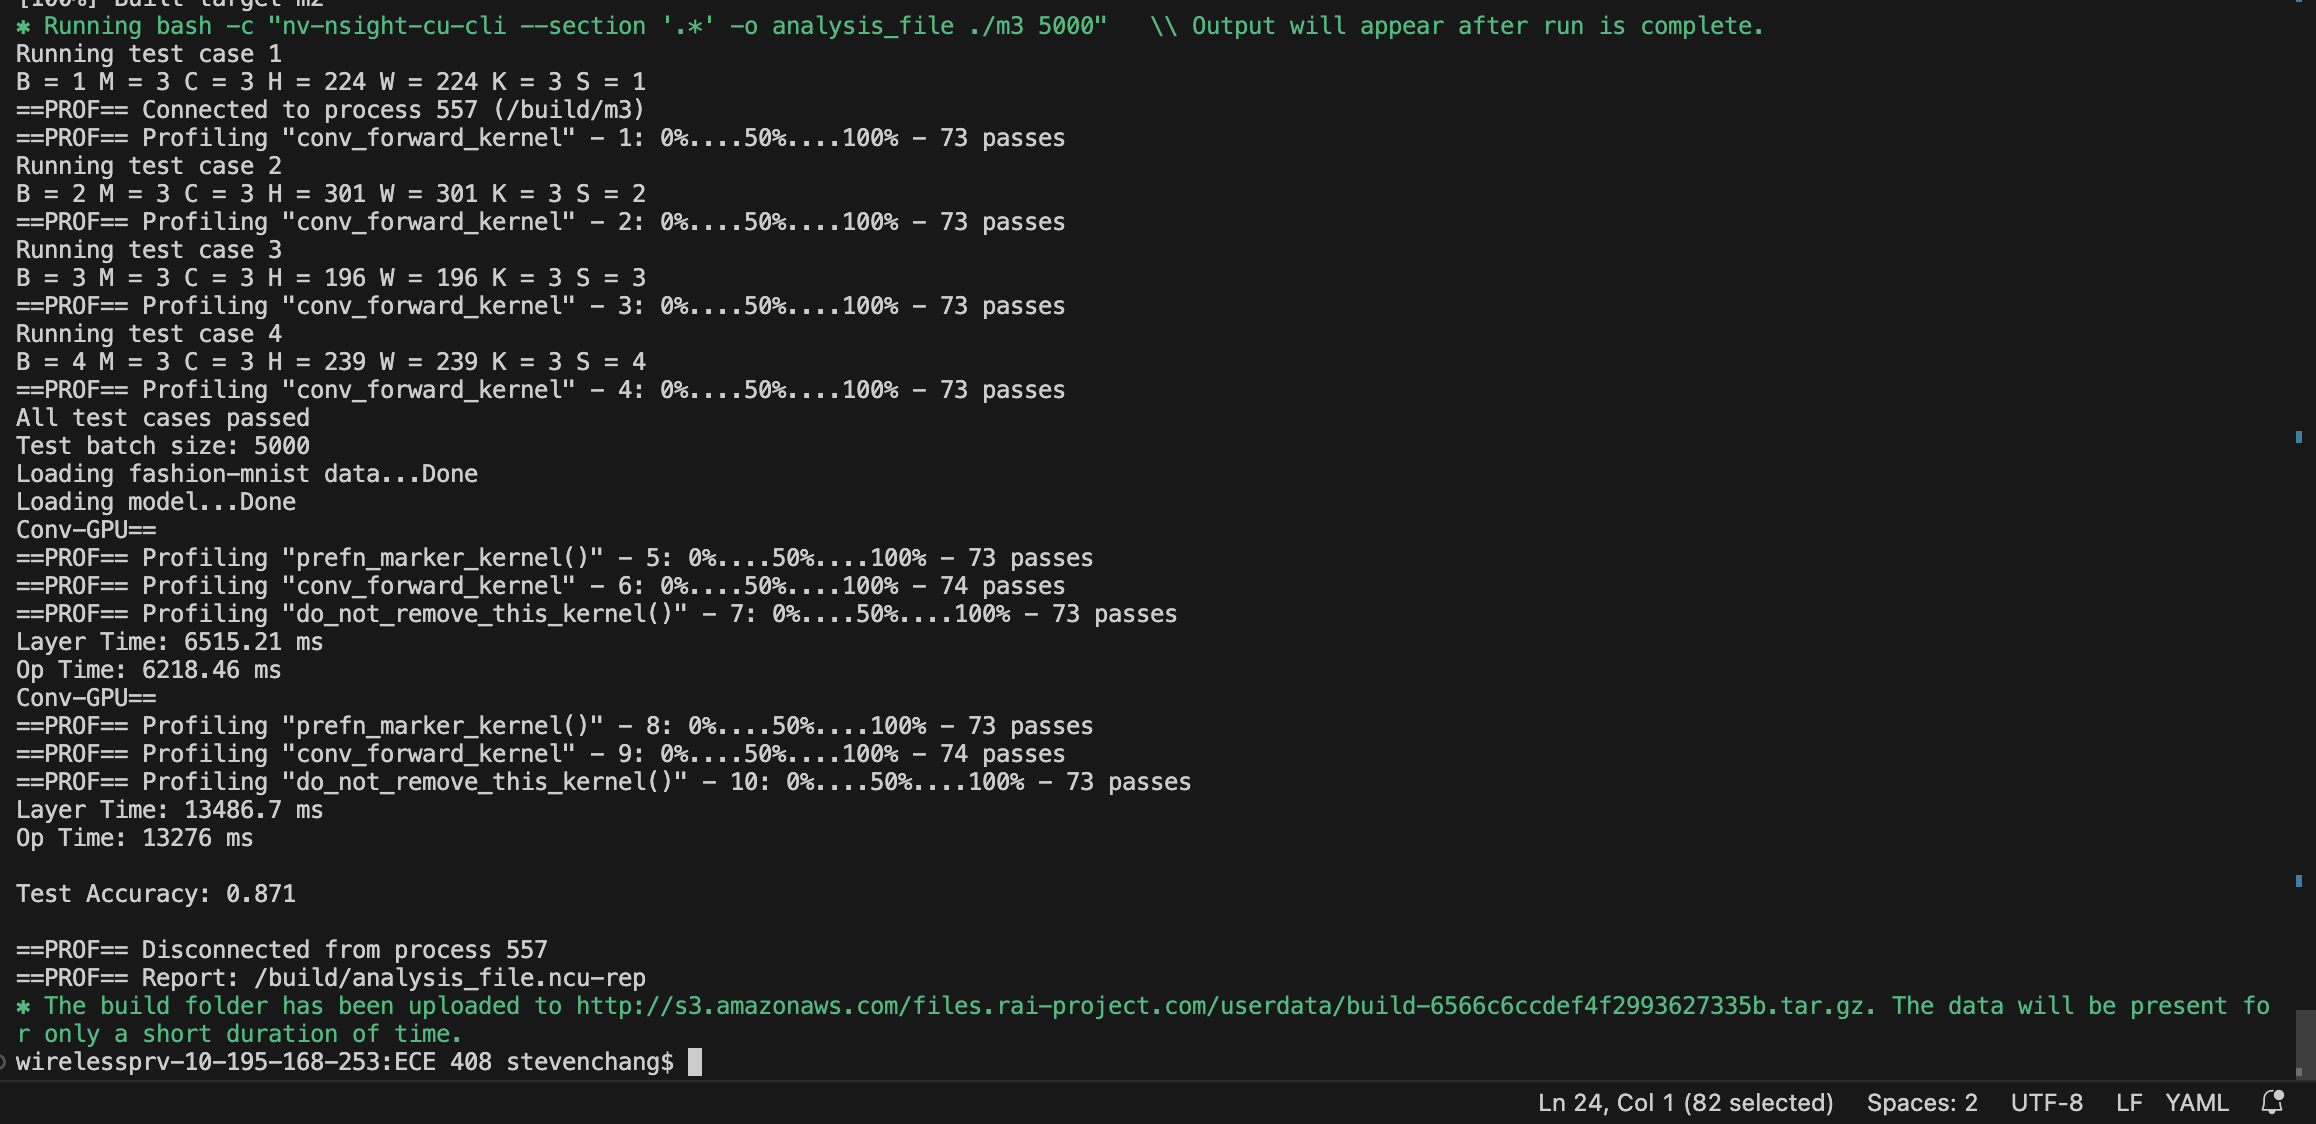 [100%] Built target m2
✱ Running bash -c "nv-nsight-cu-cli --section '.*' -o analysis_file ./m3 5000"   \\ Output will appear after run is complete.
Running test case 1
B = 1 M = 3 C = 3 H = 224 W = 224 K = 3 S = 1
==PROF== Connected to process 557 (/build/m3)
==PROF== Profiling "conv_forward_kernel" - 1: 0%....50%....100% - 73 passes
Running test case 2
B = 2 M = 3 C = 3 H = 301 W = 301 K = 3 S = 2
==PROF== Profiling "conv_forward_kernel" - 2: 0%....50%....100% - 73 passes
Running test case 3
B = 3 M = 3 C = 3 H = 196 W = 196 K = 3 S = 3
==PROF== Profiling "conv_forward_kernel" - 3: 0%....50%....100% - 73 passes
Running test case 4
B = 4 M = 3 C = 3 H = 239 W = 239 K = 3 S = 4
==PROF== Profiling "conv_forward_kernel" - 4: 0%....50%....100% - 73 passes
All test cases passed
Test batch size: 5000
Loading fashion-mnist data...Done
Loading model...Done
Conv-GPU==
==PROF== Profiling "prefn_marker_kernel()" - 5: 0%....50%....100% - 73 passes
==PROF== Profiling "conv_forward_kernel" - 6: 0%....50%....100% - 74 passes
==PROF== Profiling "do_not_remove_this_kernel()" - 7: 0%....50%....100% - 73 passes
Layer Time: 6515.21 ms
Op Time: 6218.46 ms
Conv-GPU==
==PROF== Profiling "prefn_marker_kernel()" - 8: 0%....50%....100% - 73 passes
==PROF== Profiling "conv_forward_kernel" - 9: 0%....50%....100% - 74 passes
==PROF== Profiling "do_not_remove_this_kernel()" - 10: 0%....50%....100% - 73 passes
Layer Time: 13486.7 ms
Op Time: 13276 ms
Test Accuracy: 0.871
==PROF== Disconnected from process 557
==PROF== Report: /build/analysis_file.ncu-rep
✱ The build folder has been uploaded to http://s3.amazonaws.com/files.rai-project.com/userdata/build-6566c6ccdef4f2993627335b.tar.gz. The data will be present fo
r only a short duration of time.
wirelessprv-10-195-168-253:ECE 408 stevenchang$
Ln 24, Col 1 (82 selected) Spaces: 2 UTF-8 LF YAML